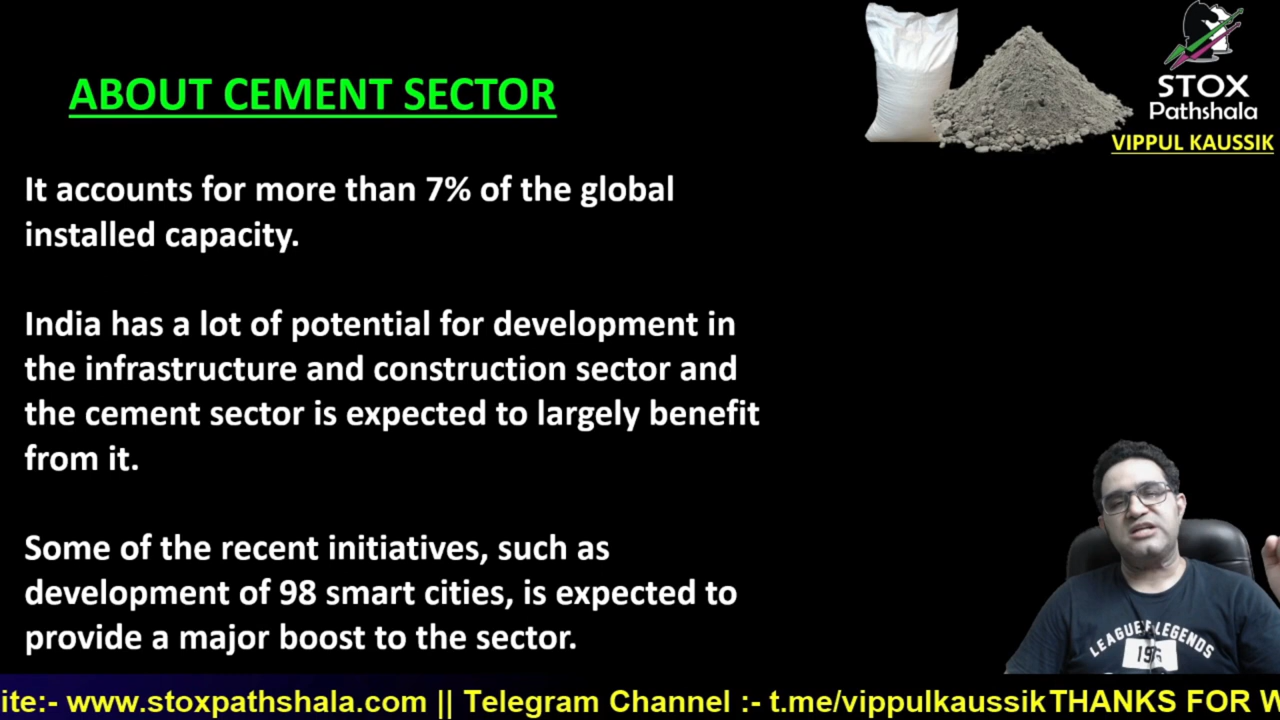 ABOUT CEMENT SECTOR
STOX
Pathshala
VIPPUL KAUSSIK
It accounts for more than 7% of the global
installed capacity.
India has a lot of potential for development in
the infrastructure and construction sector and
the cement sector is expected to largely benefit
from it.
Some of the recent initiatives, such as
development of 98 smart cities, is expected to
provide a major boost to the sector.
LEAGUE LEGENDS
ite:- www.stoxpathshala.com || Telegram Channel :- t.me/vippulkaussik THANKS FOR W